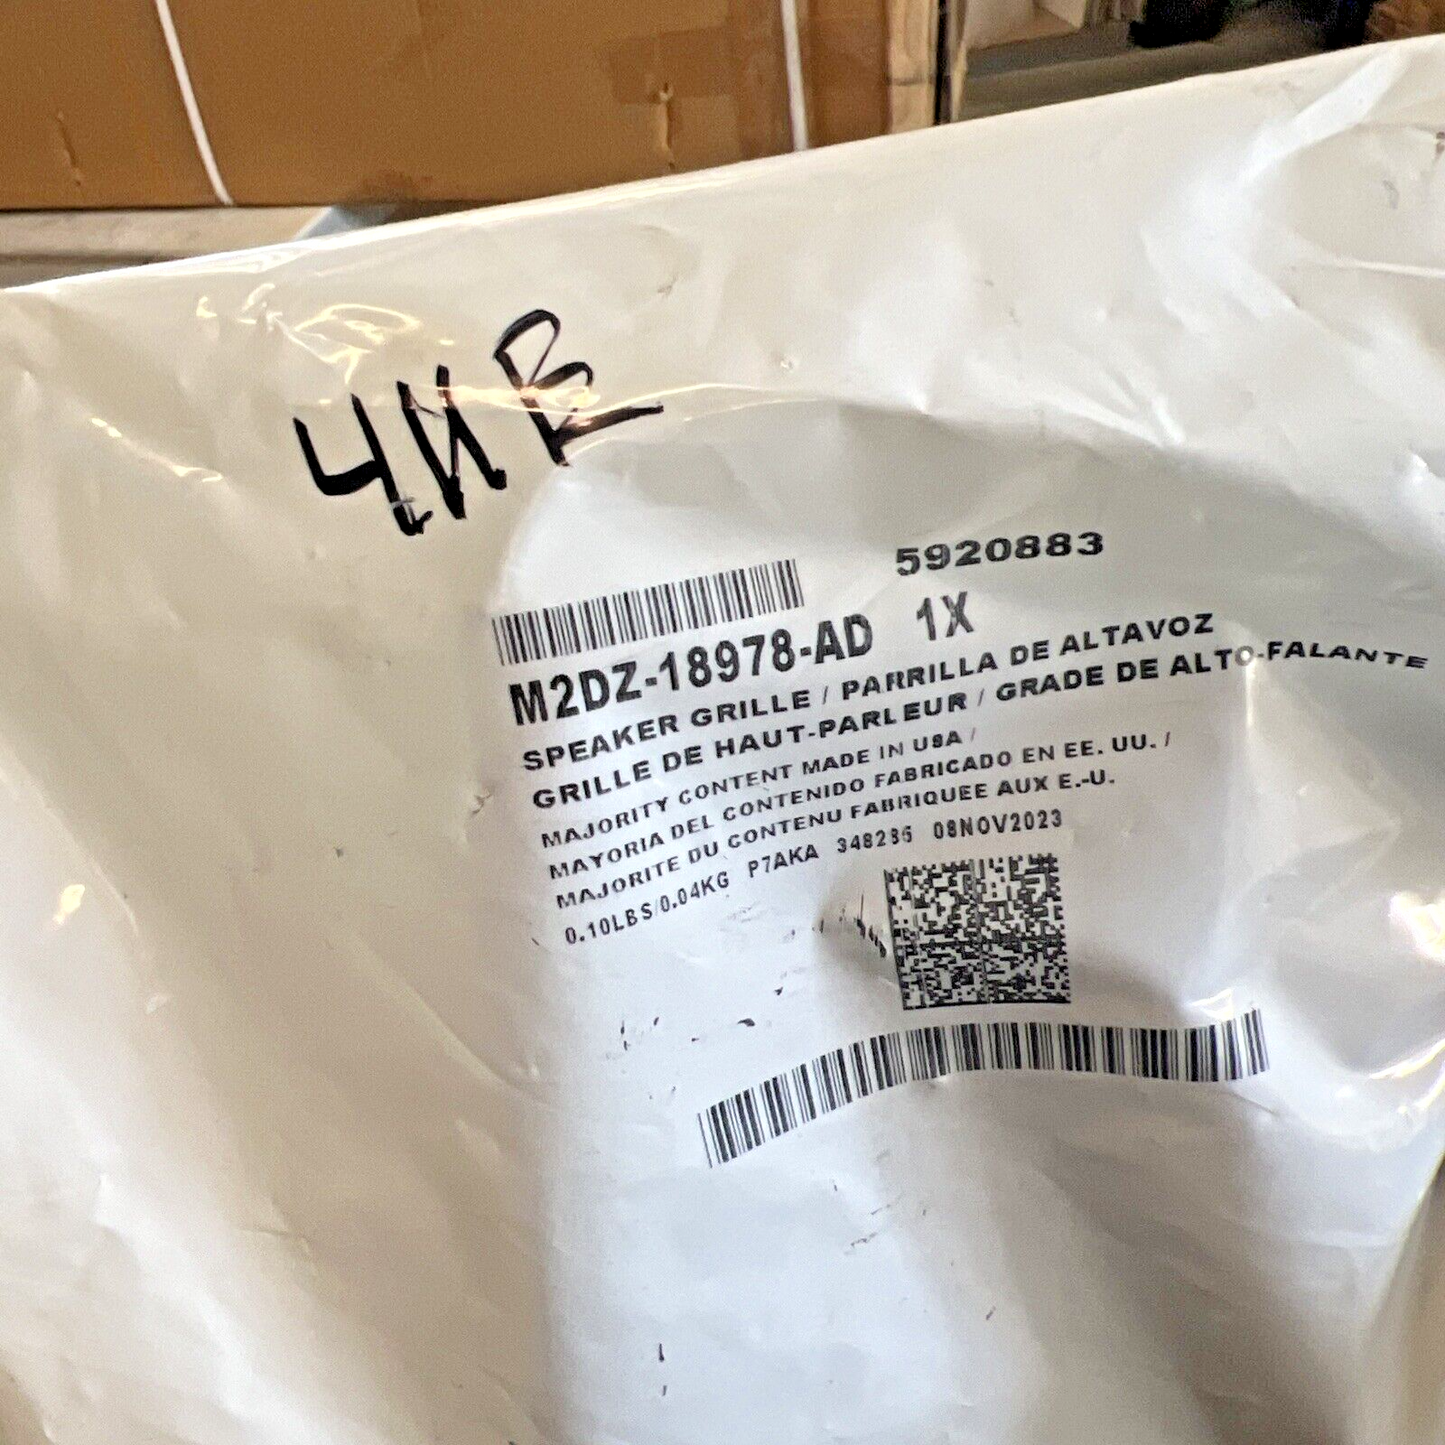 5920883
M2DZ-18978-AD 1X
SPEAKER GRILLE / PARRILLA DE ALTAVOZ
GRILLE DE HAUT-PARLEUR / GRADE DE ALTO-FALANTE
MAJORITY CONTENT MADE IN USA /
MAYORIA DEL CONTENIDO FABRICADO EN EE. UU. /
MAJORITE DU CONTENU FABRIQUEE AUX E.-U.
0.10LBS/0.04KG P7AKA 348286 08NOV2023